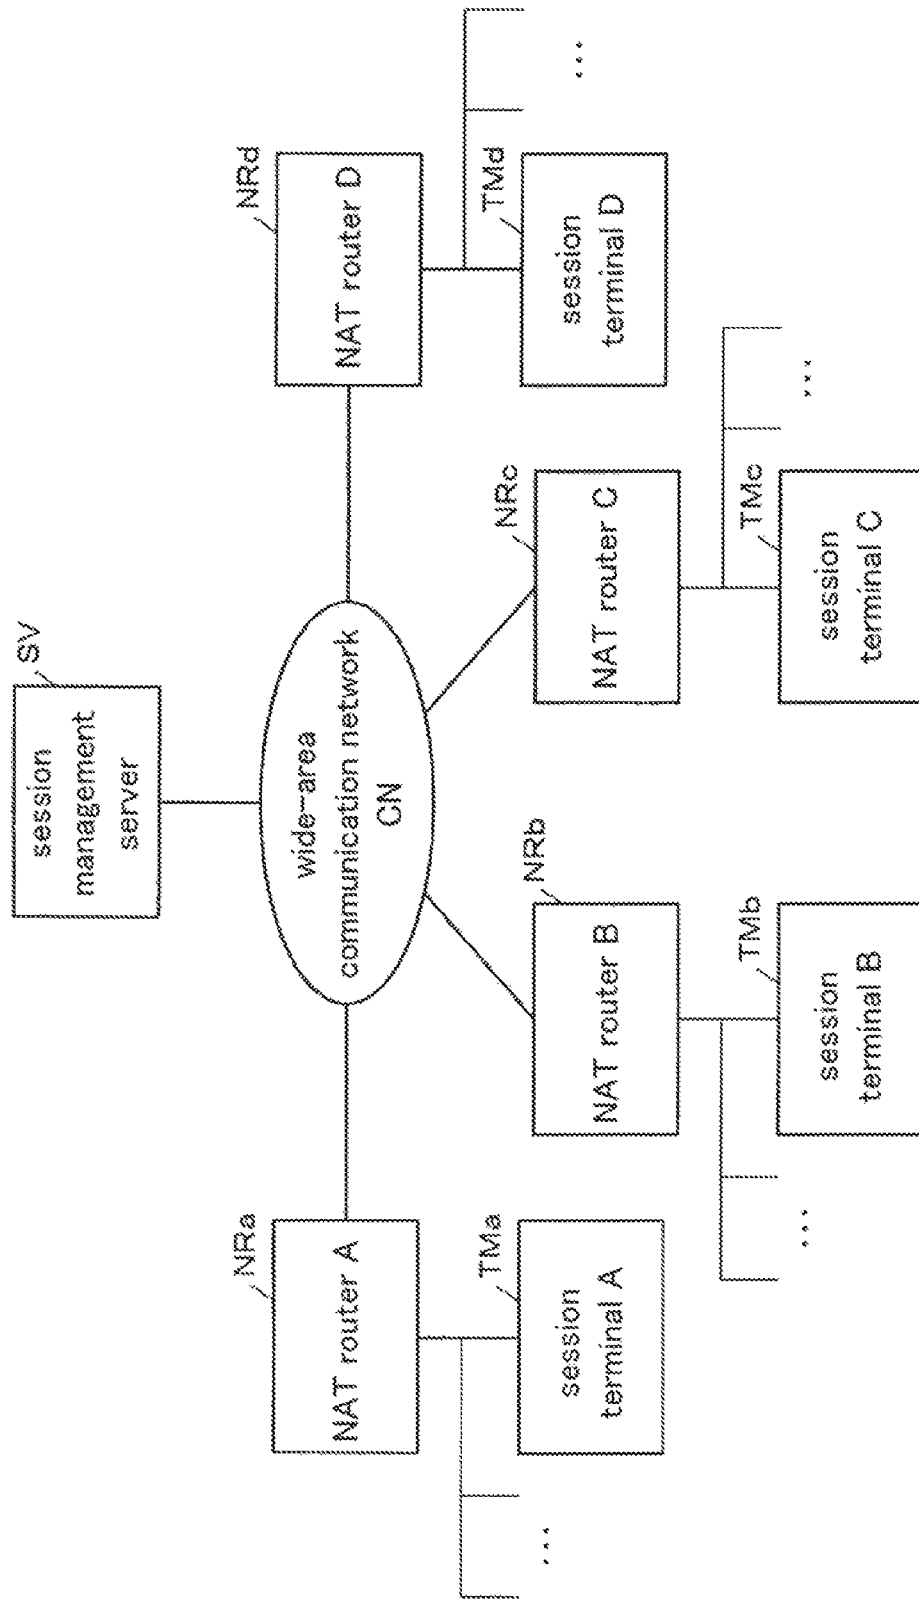 SV
session
management
server
wide-area
communication network
CN
NRa
NAT router A
NRd
NAT router D
TMa
session
terminal A
TMd
session
terminal D
NRb
NAT router B
NRc
NAT router C
TMb
session
terminal B
TMc
session
terminal C
...
...
...
...